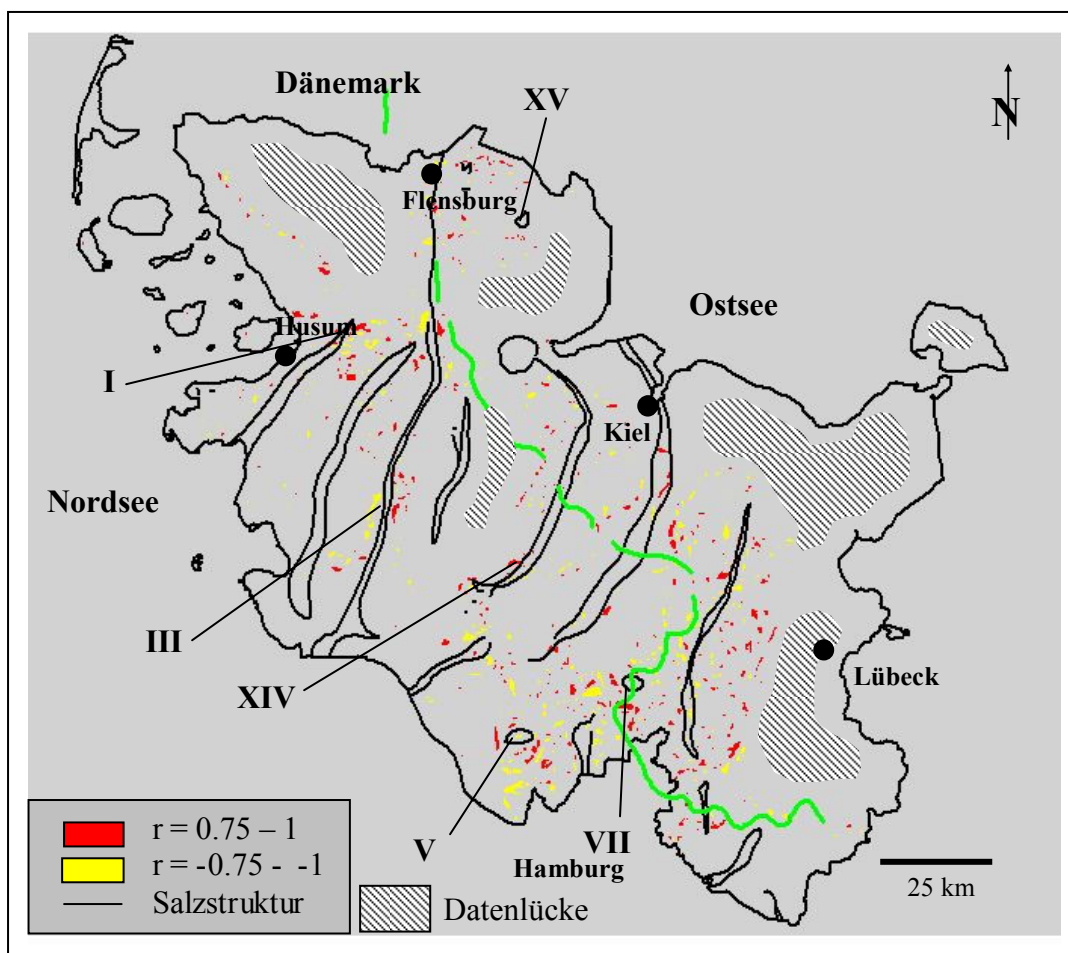 Dänemark
XV
N
Flensburg
Ostsee
Husum
I
Kiel
Nordsee
III
XIV
Lübeck
V
VII
Hamburg
25 km
r = 0.75 – 1
r = -0.75 - -1
Salzstruktur
Datenlücke